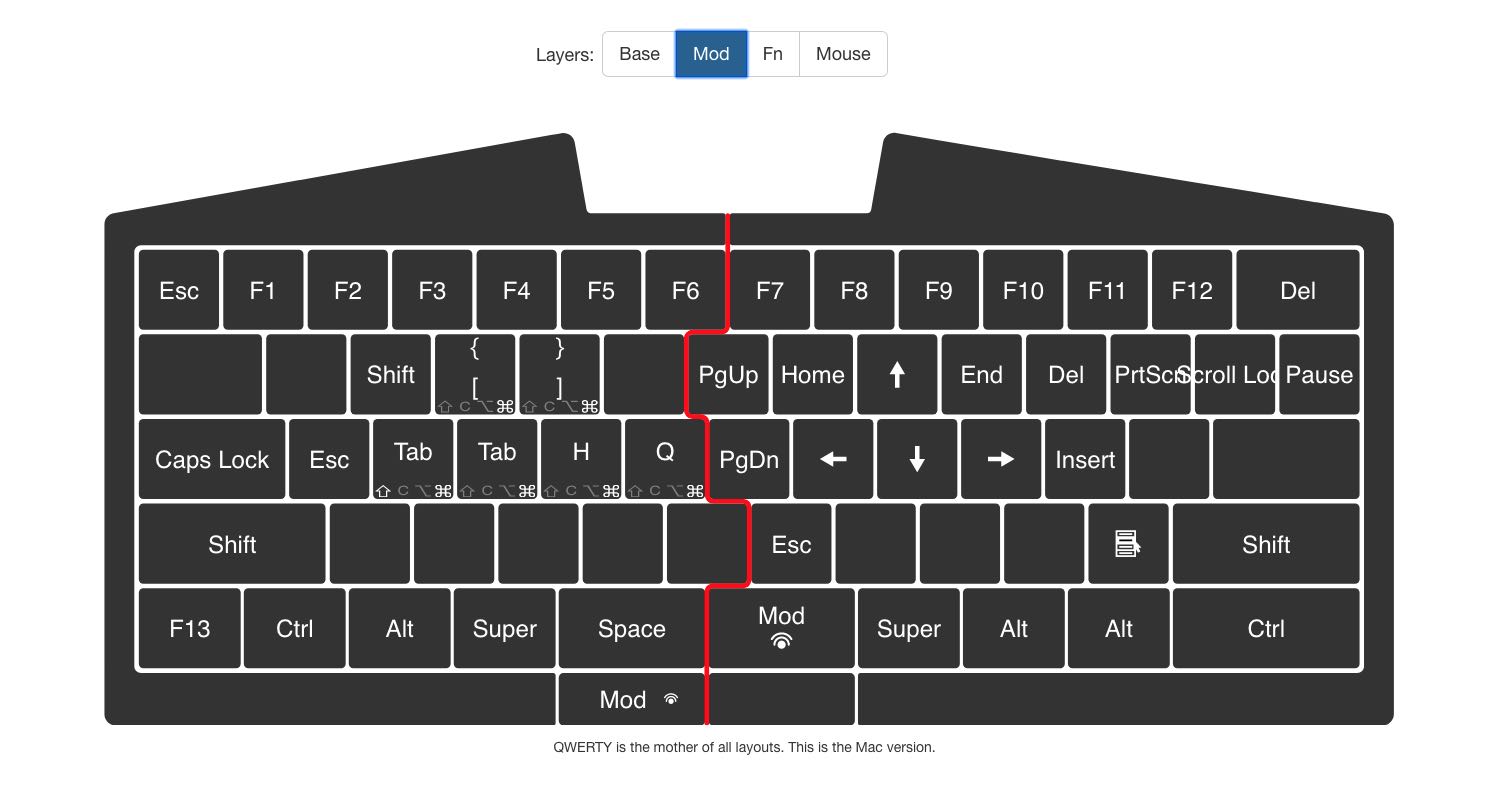 Layers: Base Mod Fn Mouse
Esc F1 F2 F3 F4 F5 F6 F7 F8 F9 F10 F11 F12 Del
Shift { [ ⇧ C ⌥ ⌘ } ] ⇧ C ⌥ ⌘ PgUp Home ↑ End Del PrtScn Scroll Loc Pause
Caps Lock Esc Tab ⇧ C ⌥ ⌘ Tab ⇧ C ⌥ ⌘ H ⇧ C ⌥ ⌘ Q ⇧ C ⌥ ⌘ PgDn ← ↓ → Insert
Shift Esc Shift
F13 Ctrl Alt Super Space Mod Super Alt Alt Ctrl
Mod
QWERTY is the mother of all layouts. This is the Mac version.